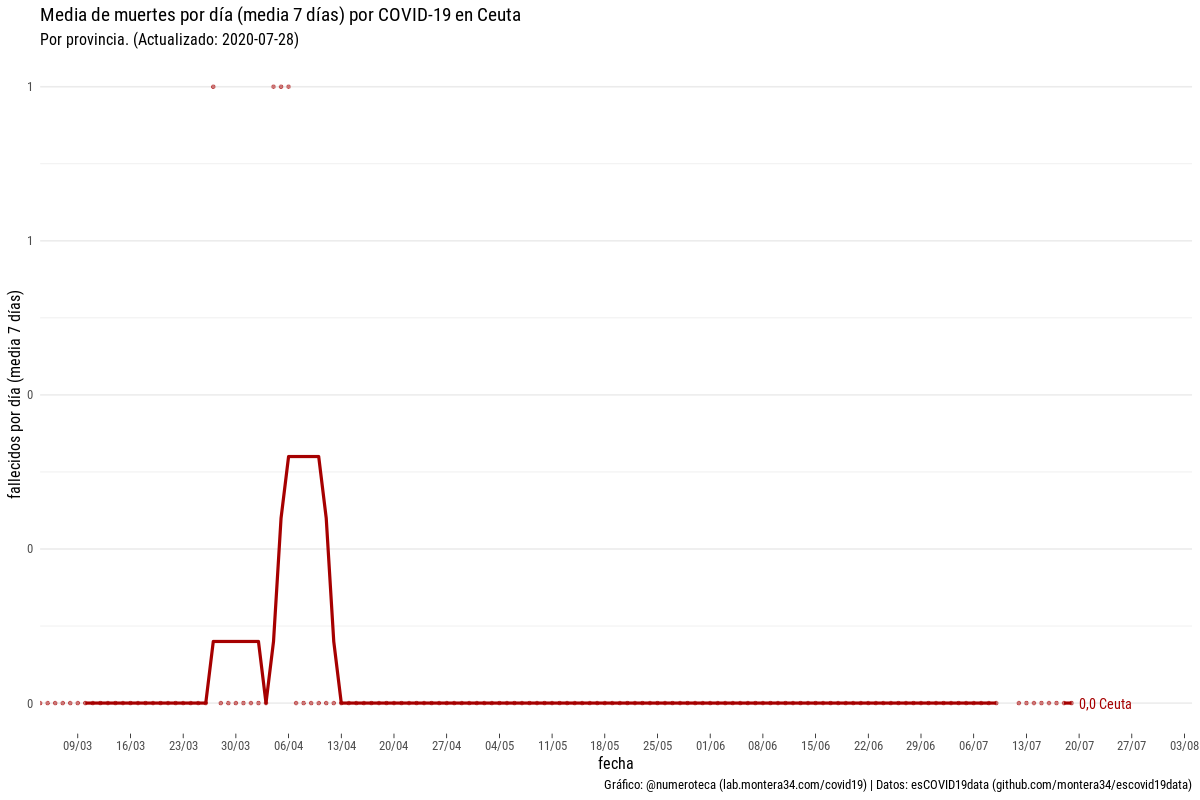 Media de muertes por día (media 7 días) por COVID-19 en Ceuta
Por provincia. (Actualizado: 2020-07-28)
fallecidos por día (media 7 días)
1
1
0
0
0
0,0 Ceuta
09/03 16/03 23/03 30/03 06/04 13/04 20/04 27/04 04/05 11/05 18/05 25/05 01/06 08/06 15/06 22/06 29/06 06/07 13/07 20/07 27/07 03/08
fecha
Gráfico: @numeroteca (lab.montera34.com/covid19) | Datos: esCOVID19data (github.com/montera34/escovid19data)